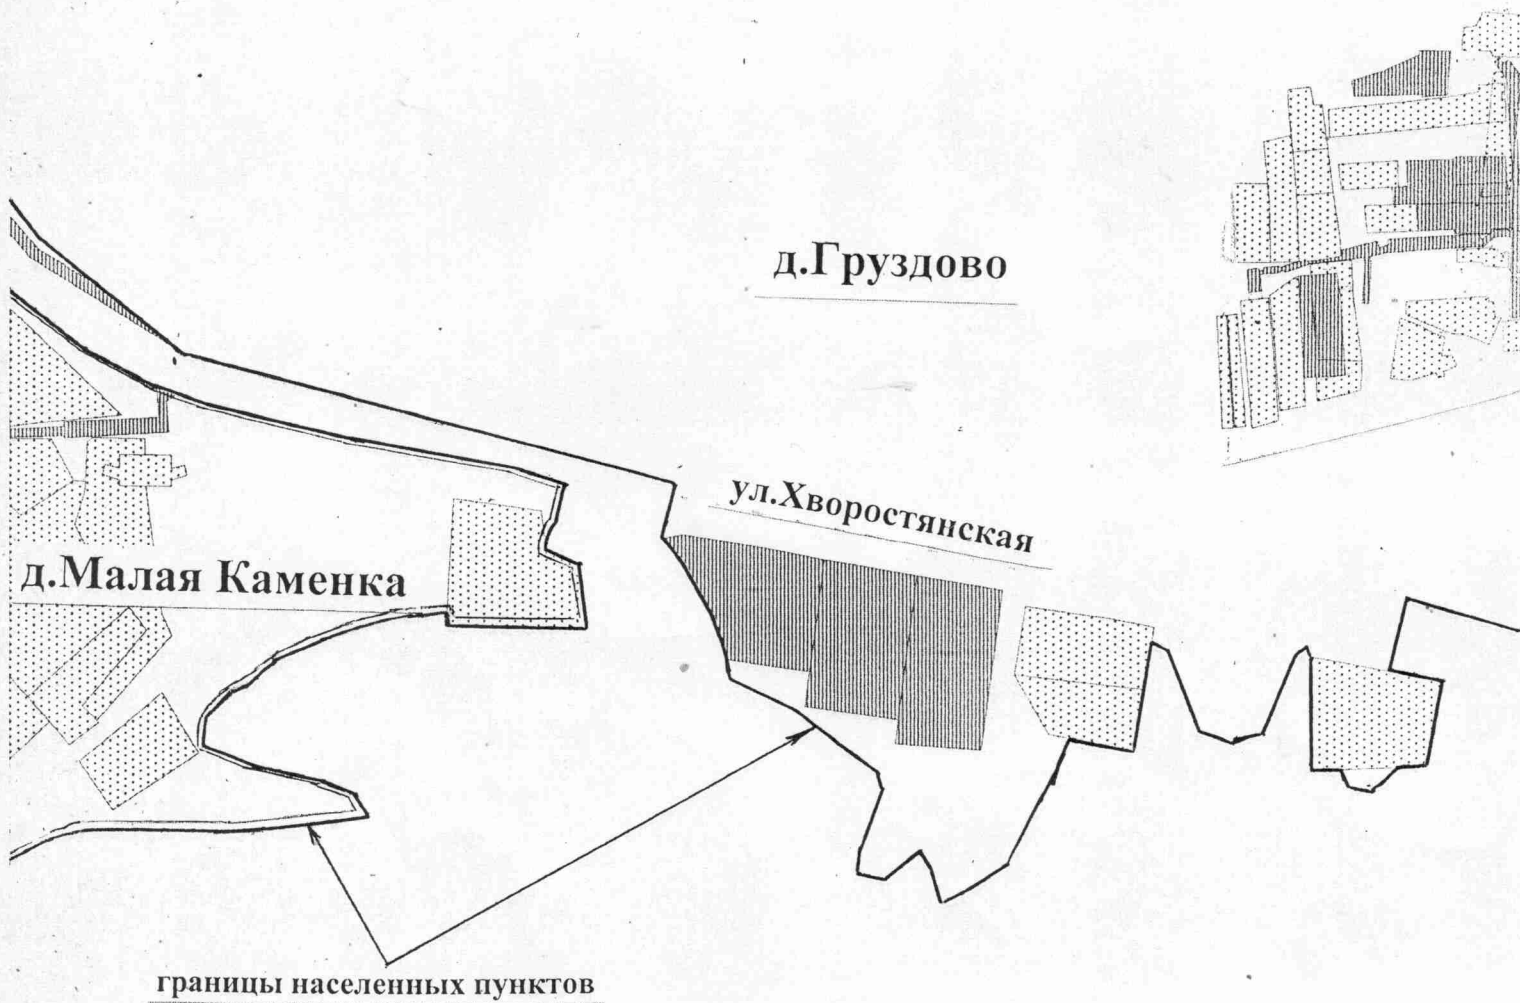 д.Груздово
ул.Хворостянская
д.Малая Каменка
границы населенных пунктов